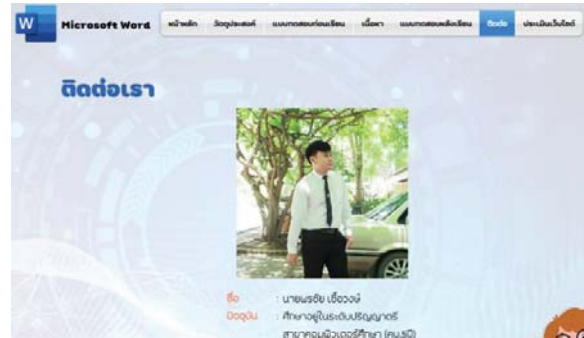 W Microsoft Word หน้าหลัก วัตถุประสงค์ แบบทดสอบก่อนเรียน เนื้อหา แบบทดสอบหลังเรียน ติดต่อ ประเมินเว็บไซต์
ติดต่อเรา
ชื่อ : นายพรชัย เชื้อวงษ์
ปัจจุบัน : ศึกษาอยู่ในระดับปริญญาตรี
สาขาคอมพิวเตอร์ศึกษา (คบ.5ปี)